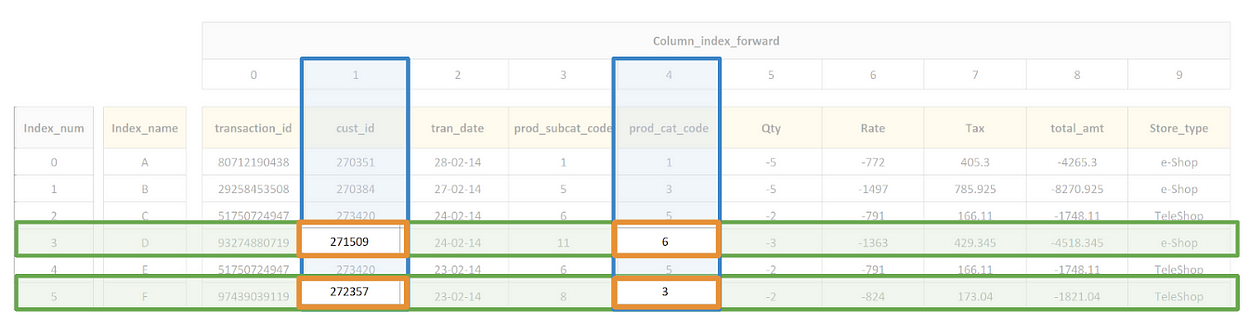 Column_index_forward
0 1 2 3 4 5 6 7 8 9
Index_num Index_name transaction_id cust_id tran_date prod_subcat_code prod_cat_code Qty Rate Tax total_amt Store_type
0 A 80712190438 270351 28-02-14 1 1 -5 -772 405.3 -4265.3 e-Shop
1 B 29258453508 270384 27-02-14 5 3 -5 -1497 785.925 -8270.925 e-Shop
2 C 51750724947 273420 24-02-14 6 5 -2 -791 166.11 -1748.11 TeleShop
3 D 93274880719 271509 24-02-14 11 6 -3 -1363 429.345 -4518.345 e-Shop
4 E 51750724947 273420 23-02-14 6 5 -2 -791 166.11 -1748.11 TeleShop
5 F 97439039119 272357 23-02-14 8 3 -2 -824 173.04 -1821.04 TeleShop